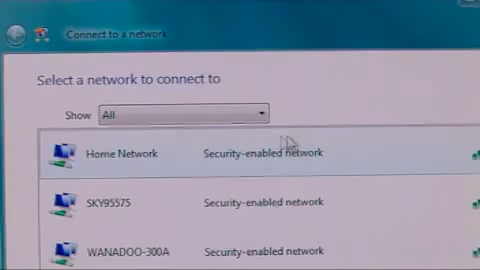 Connect to a network
Select a network to connect to
Show All
Home Network Security-enabled network
SKY95575 Security-enabled network
WANADOO-300A Security-enabled network